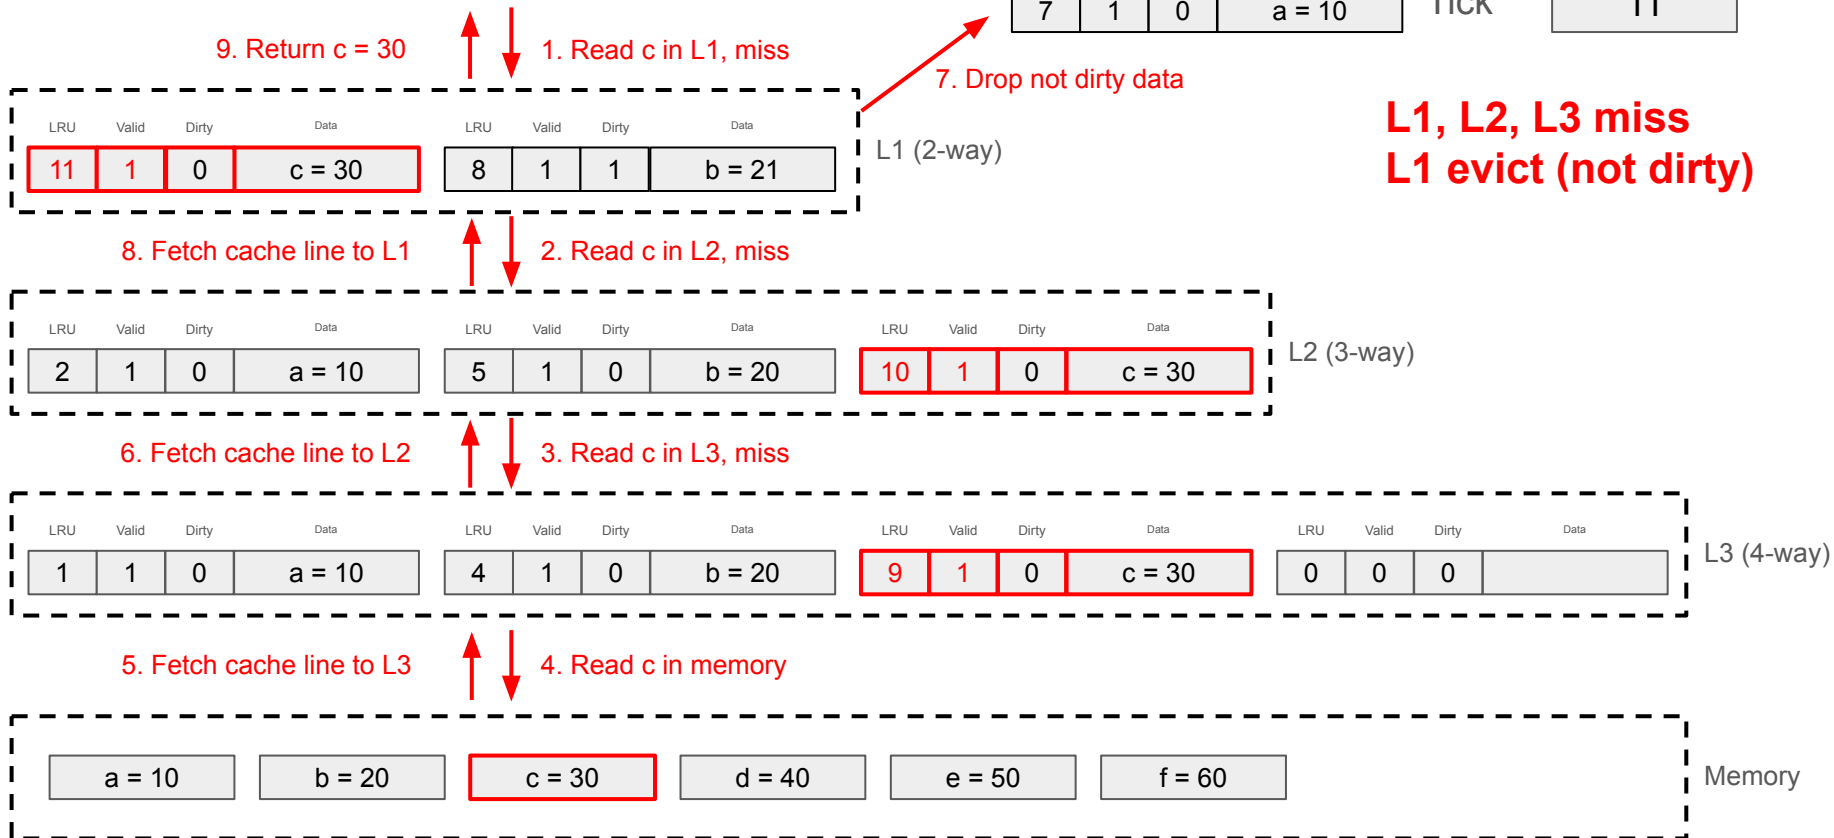 7 1 0 a = 10 Tick 11
9. Return c = 30
1. Read c in L1, miss
7. Drop not dirty data
L1, L2, L3 miss
L1 evict (not dirty)
LRU Valid Dirty Data LRU Valid Dirty Data
11 1 0 c = 30 8 1 1 b = 21
L1 (2-way)
8. Fetch cache line to L1
2. Read c in L2, miss
LRU Valid Dirty Data LRU Valid Dirty Data LRU Valid Dirty Data
2 1 0 a = 10 5 1 0 b = 20 10 1 0 c = 30
L2 (3-way)
6. Fetch cache line to L2
3. Read c in L3, miss
LRU Valid Dirty Data LRU Valid Dirty Data LRU Valid Dirty Data LRU Valid Dirty Data
1 1 0 a = 10 4 1 0 b = 20 9 1 0 c = 30 0 0 0
L3 (4-way)
5. Fetch cache line to L3
4. Read c in memory
a = 10 b = 20 c = 30 d = 40 e = 50 f = 60
Memory